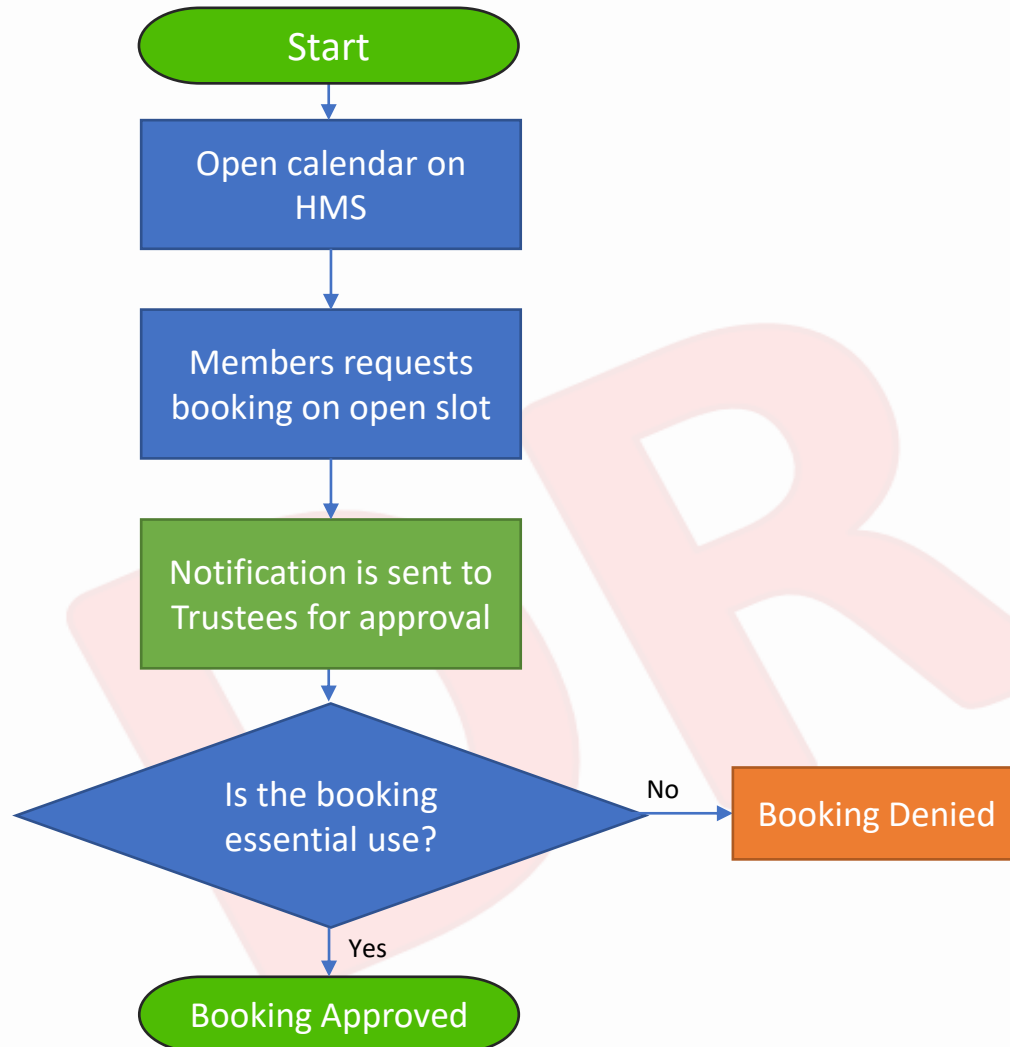 Start
Open calendar on
HMS
Members requests
booking on open slot
Notification is sent to
Trustees for approval
Is the booking
essential use?
No
Booking Denied
Yes
Booking Approved
DR